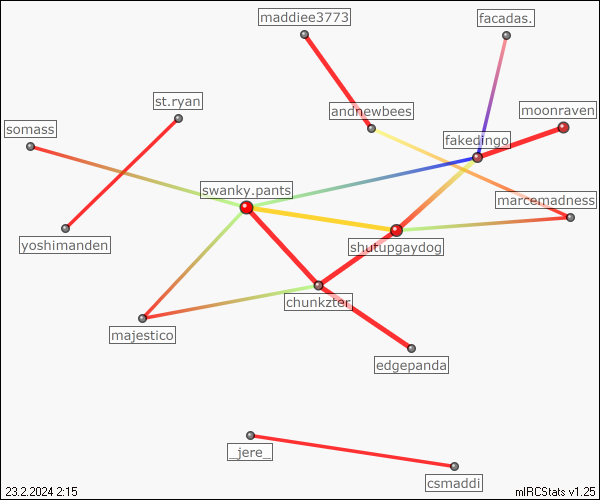 maddiee3773
facadas.
st.ryan
andnewbees
moonraven
somass
fakedingo
swanky.pants
marcemadness
yoshimanden
shutupgaydog
chunkzter
majestico
edgepanda
_jere_
csmaddi
23.2.2024 2:15
mIRCStats v1.25